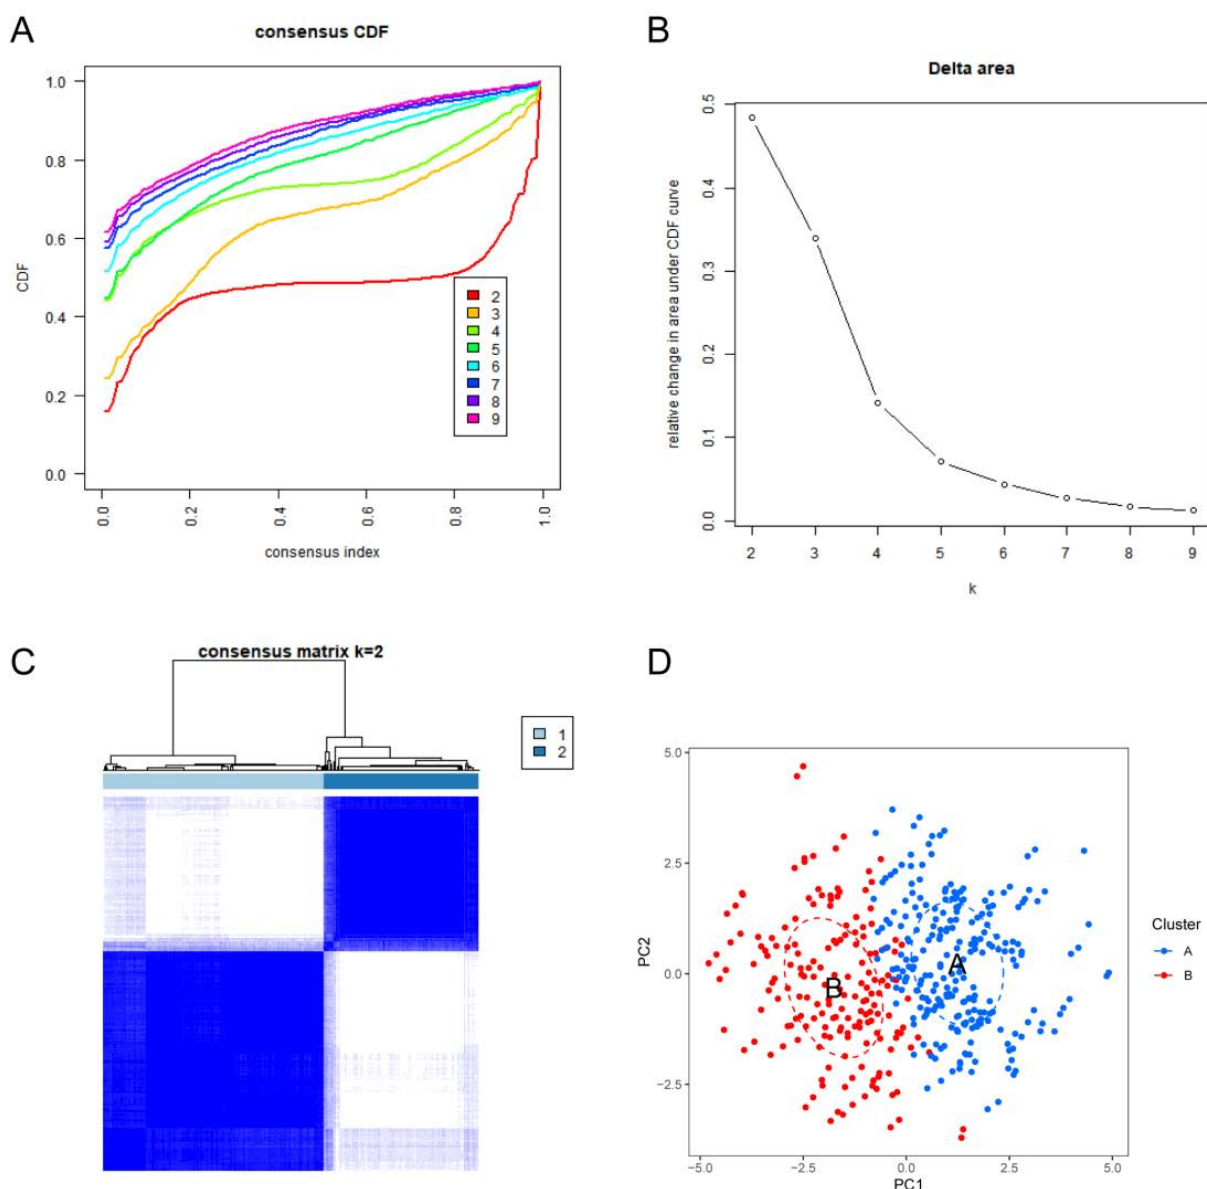 A
consensus CDF
CDF
1.0
0.8
0.6
0.4
0.2
0.0
2
3
4
5
6
7
8
9
0.0 0.2 0.4 0.6 0.8 1.0
consensus index
B
Delta area
relative change in area under CDF curve
0.5
0.4
0.3
0.2
0.1
0.0
2 3 4 5 6 7 8 9
k
C
consensus matrix k=2
1
2
D
PC2
5.0
2.5
0.0
−2.5
A
B
Cluster
A
B
−5.0 −2.5 0.0 2.5 5.0
PC1